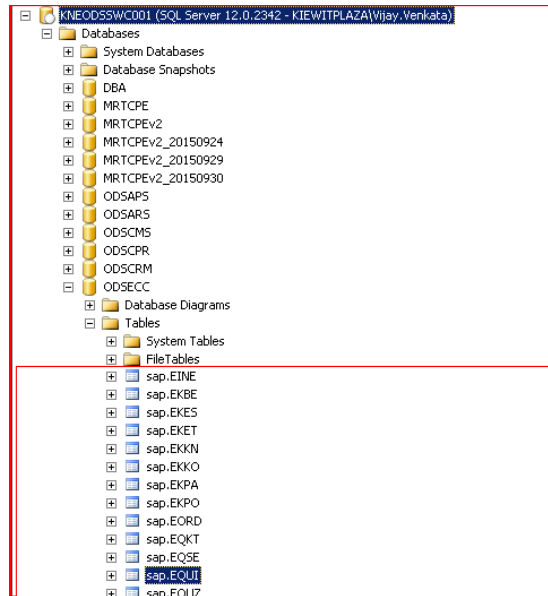 KNEODSSWC001 (SQL Server 12.0.2342 - KIEWITPLAZA\Vijay.Venkata)
Databases
System Databases
Database Snapshots
DBA
MRTCPE
MRTCPEv2
MRTCPEv2_20150924
MRTCPEv2_20150929
MRTCPEv2_20150930
ODSAPS
ODSARS
ODSCMS
ODSCPR
ODSCRM
ODSECC
Database Diagrams
Tables
System Tables
FileTables
sap.EINE
sap.EKBE
sap.EKES
sap.EKET
sap.EKKN
sap.EKKO
sap.EKPA
sap.EKPO
sap.EORD
sap.EQKT
sap.EQSE
sap.EQUI
sap.EQUZ